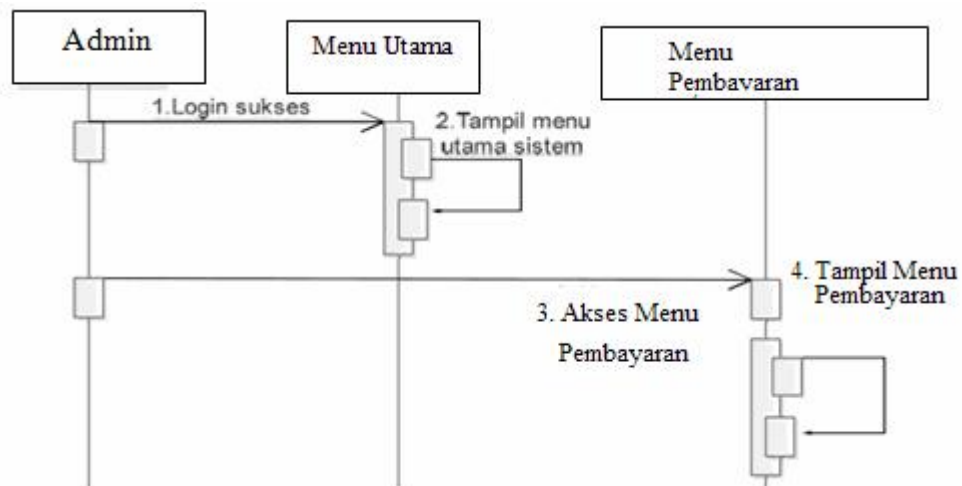 Admin
Menu Utama
Menu
Pembayaran
1.Login sukses
2.Tampil menu
utama sistem
4. Tampil Menu
Pembayaran
3. Akses Menu
Pembayaran